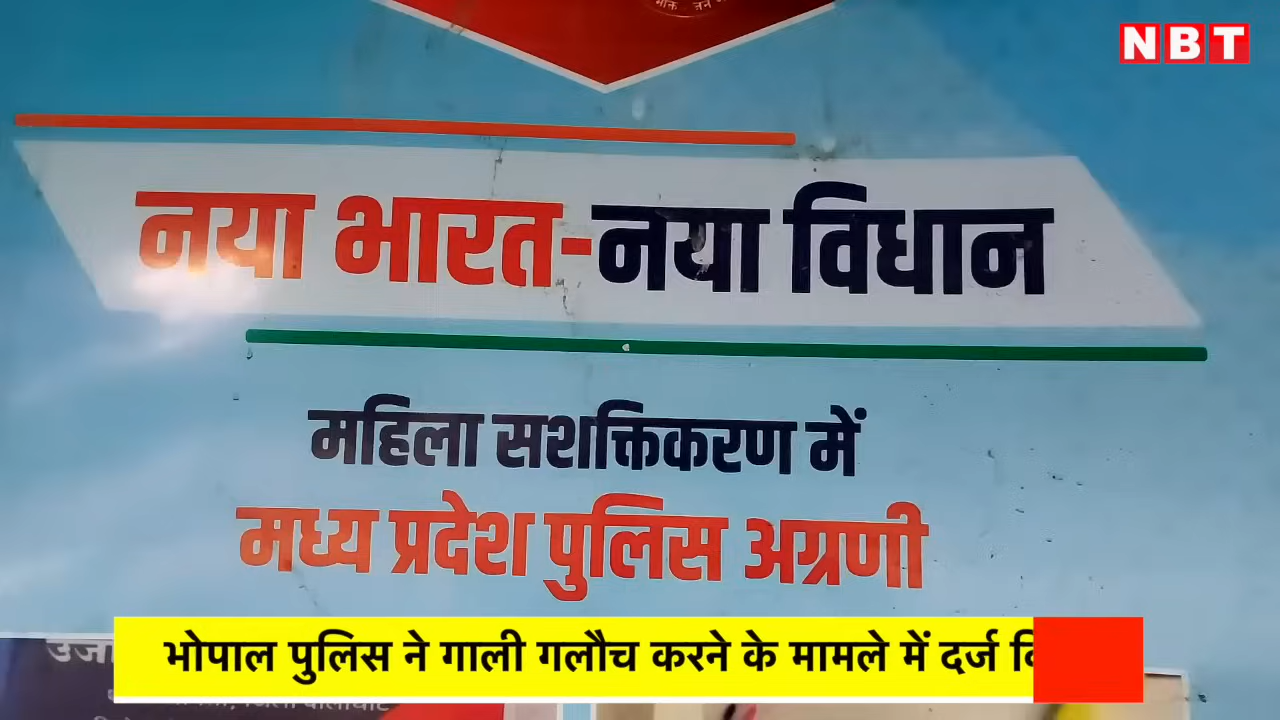 NBT
नया भारत-नया विधान
महिला सशक्तिकरण में
मध्य प्रदेश पुलिस अग्रणी
भोपाल पुलिस ने गाली गलौच करने के मामले में दर्ज